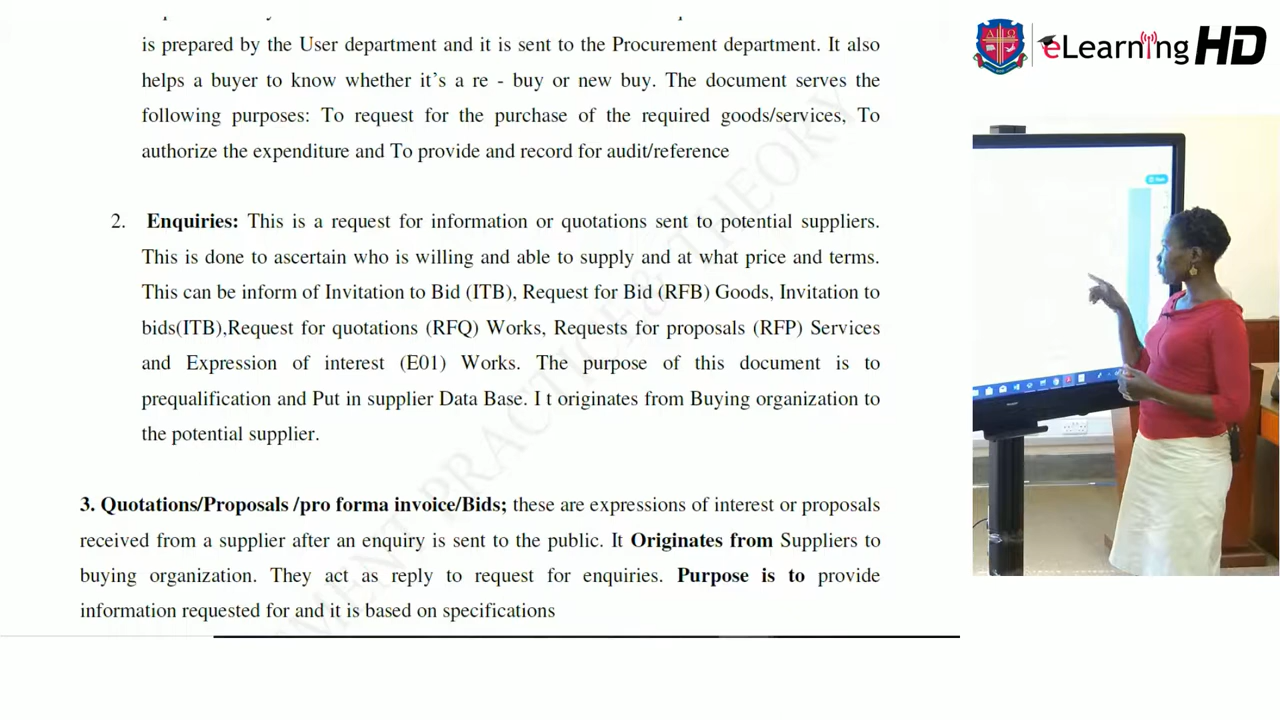 is prepared by the User department and it is sent to the Procurement department. It also
helps a buyer to know whether it's a re - buy or new buy. The document serves the
following purposes: To request for the purchase of the required goods/services, To
authorize the expenditure and To provide and record for audit/reference
2. Enquiries: This is a request for information or quotations sent to potential suppliers.
This is done to ascertain who is willing and able to supply and at what price and terms.
This can be inform of Invitation to Bid (ITB), Request for Bid (RFB) Goods, Invitation to
bids(ITB),Request for quotations (RFQ) Works, Requests for proposals (RFP) Services
and Expression of interest (E01) Works. The purpose of this document is to
prequalification and Put in supplier Data Base. I t originates from Buying organization to
the potential supplier.
3. Quotations/Proposals /pro forma invoice/Bids; these are expressions of interest or proposals
received from a supplier after an enquiry is sent to the public. It Originates from Suppliers to
buying organization. They act as reply to request for enquiries. Purpose is to provide
information requested for and it is based on specifications
eLearning HD
PRACTICE & THEORY